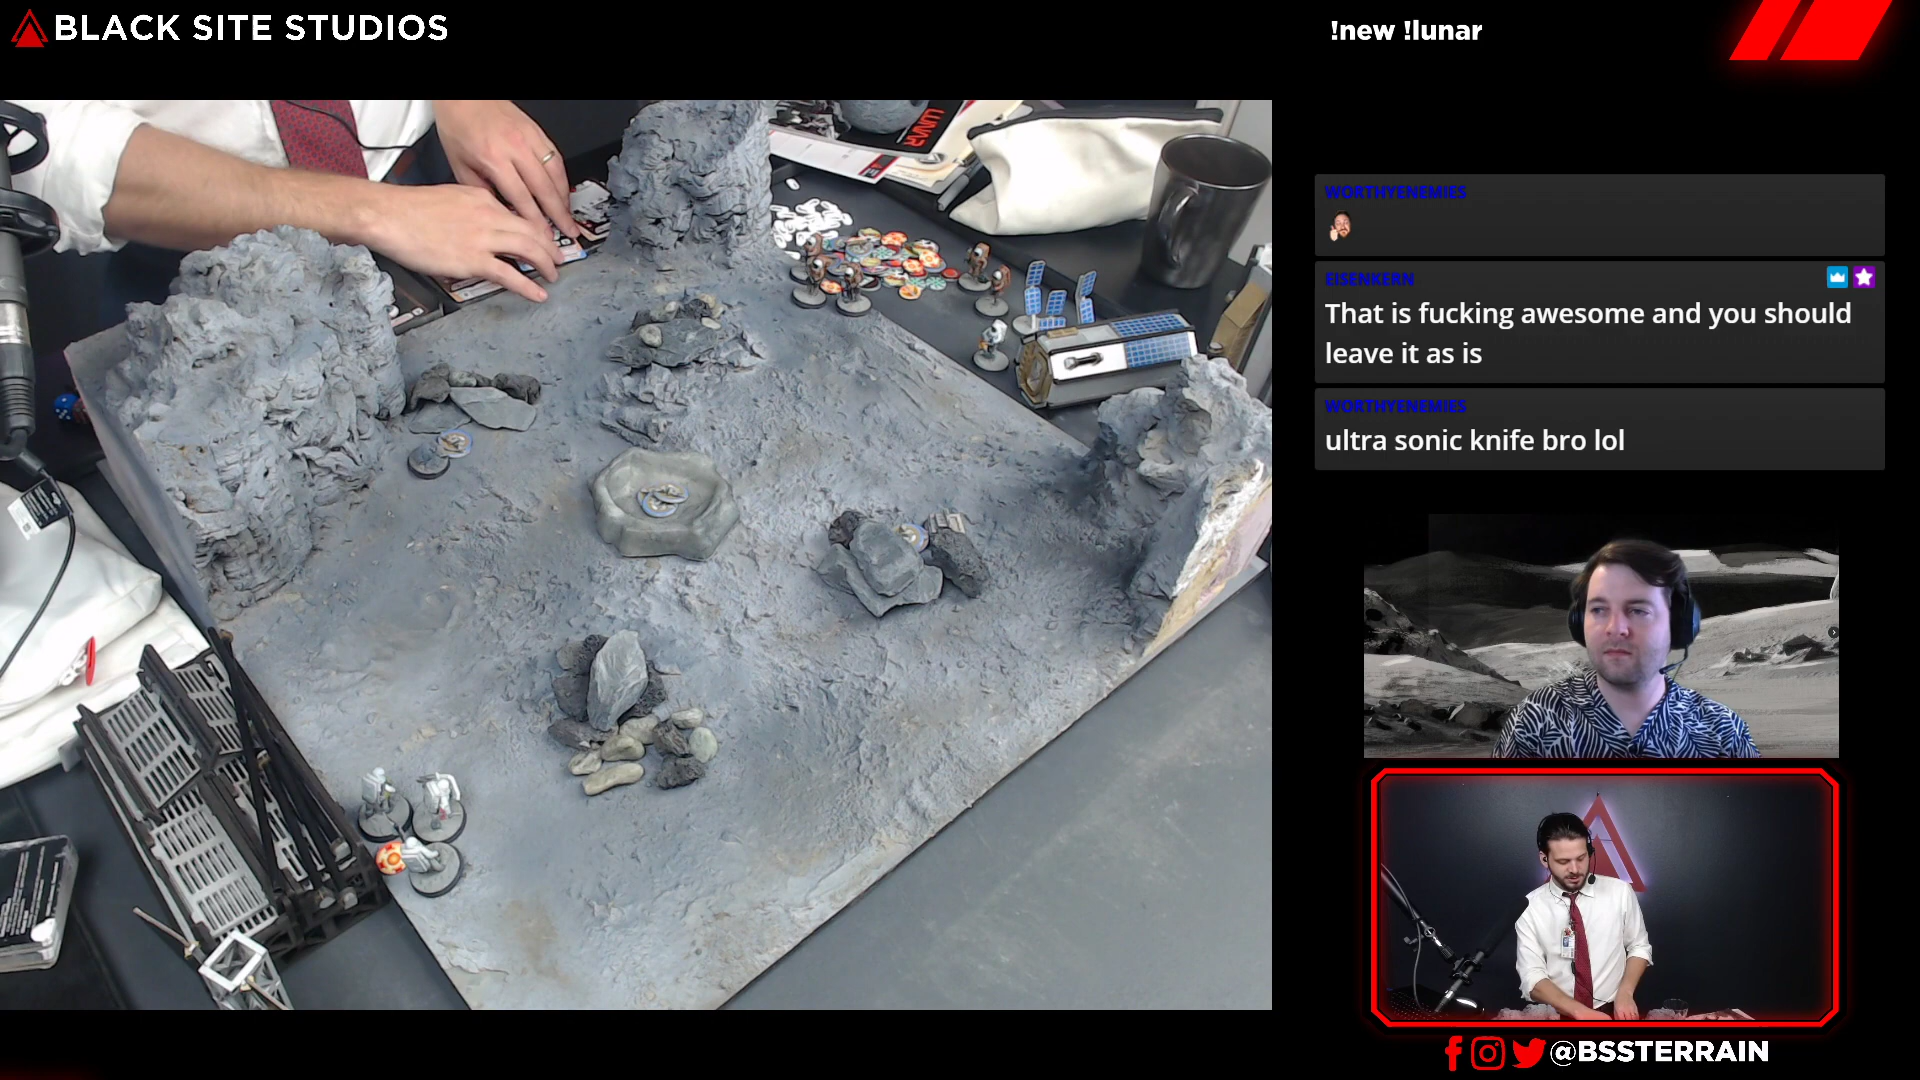 BLACK SITE STUDIOS
!new !lunar
LUNAR
WORTHYENEMIES
EISENKERN
That is fucking awesome and you should
leave it as is
WORTHYENEMIES
ultra sonic knife bro lol
@BSSTERRAIN